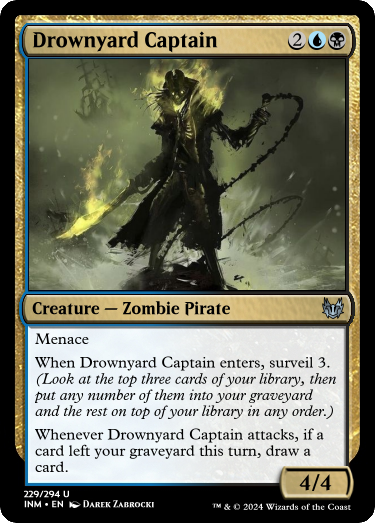 Drownyard Captain 2
Creature — Zombie Pirate
Menace
When Drownyard Captain enters, surveil 3.
(Look at the top three cards of your library, then
put any number of them into your graveyard
and the rest on top of your library in any order.)
Whenever Drownyard Captain attacks, if a
card left your graveyard this turn, draw a
card.
4/4
229/294 U
INM • EN DAREK ZABROCKI
™ & © 2024 Wizards of the Coast